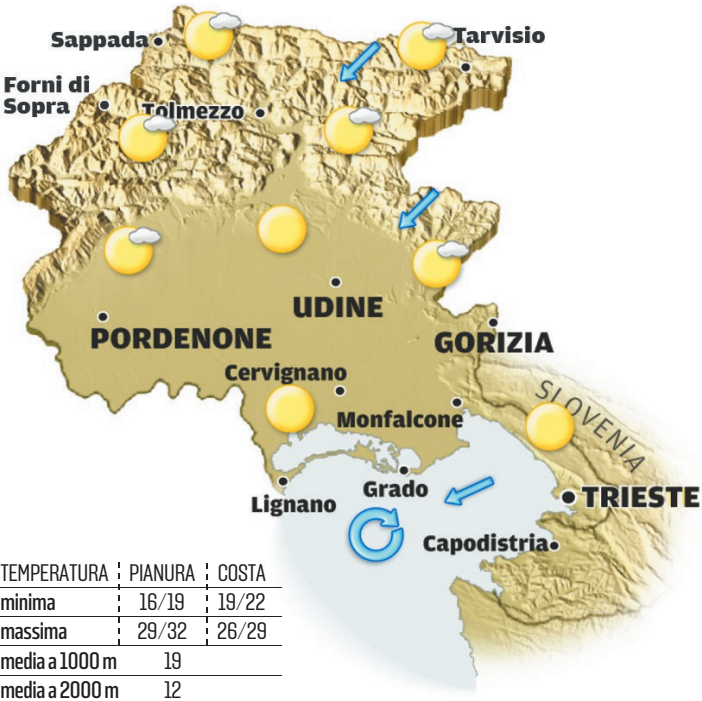 Sappada
Tarvisio
Forni di
Sopra
Tolmezzo
UDINE
PORDENONE
GORIZIA
Cervignano
SLOVENIA
Monfalcone
Grado
Lignano
TRIESTE
Capodistria
TEMPERATURA PIANURA COSTA
minima 16/19 19/22
massima 29/32 26/29
media a 1000 m 19
media a 2000 m 12